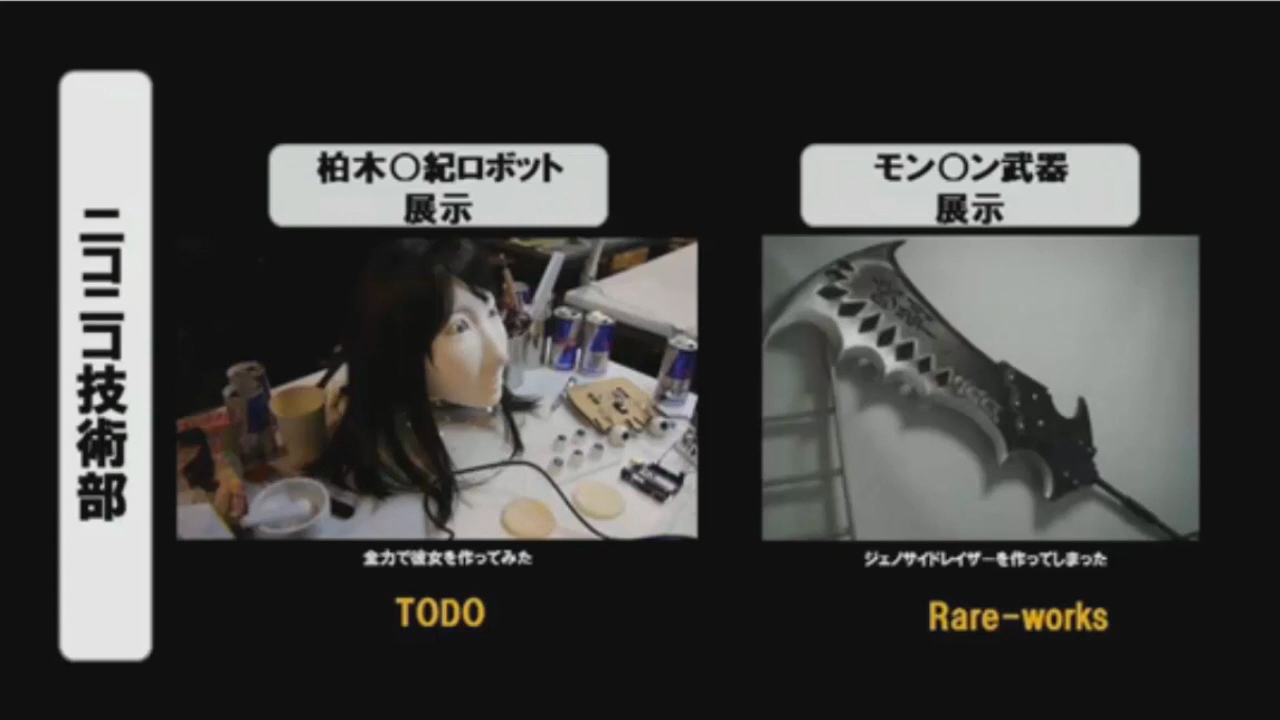 ニコニコ技術部
柏木〇紀ロボット
展示
全力で彼女を作ってみた
TODO
モン〇ン武器
展示
ジェノサイドレイザーを作ってしまった
Rare-works